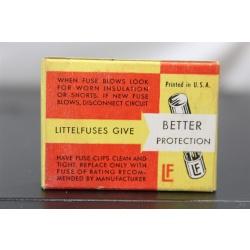 WHEN FUSE BLOWS LOOK
FOR WORN INSULATION
OR SHORTS. IF NEW FUSE
BLOWS, DISCONNECT CIRCUIT
Printed in U.S.A.
LITTELFUSES GIVE
BETTER
PROTECTION
HAVE FUSE CLIPS CLEAN AND
TIGHT. REPLACE ONLY WITH
FUSE OF RATING RECOM-
MENDED BY MANUFACTURER
LF
LF